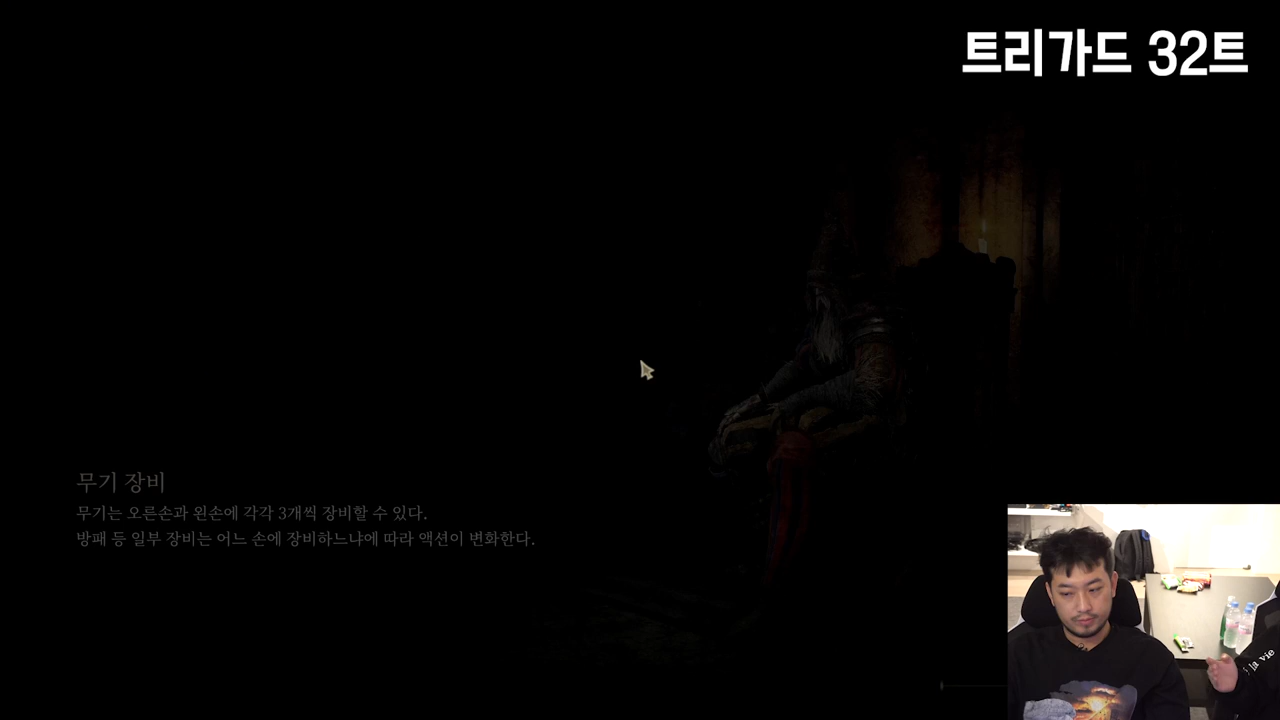 트리가드 32트
무기 장비
무기는 오른손과 왼손에 각각 3개씩 장비할 수 있다.
방패 등 일부 장비는 어느 손에 장비하느냐에 따라 액션이 변화한다.
la vie